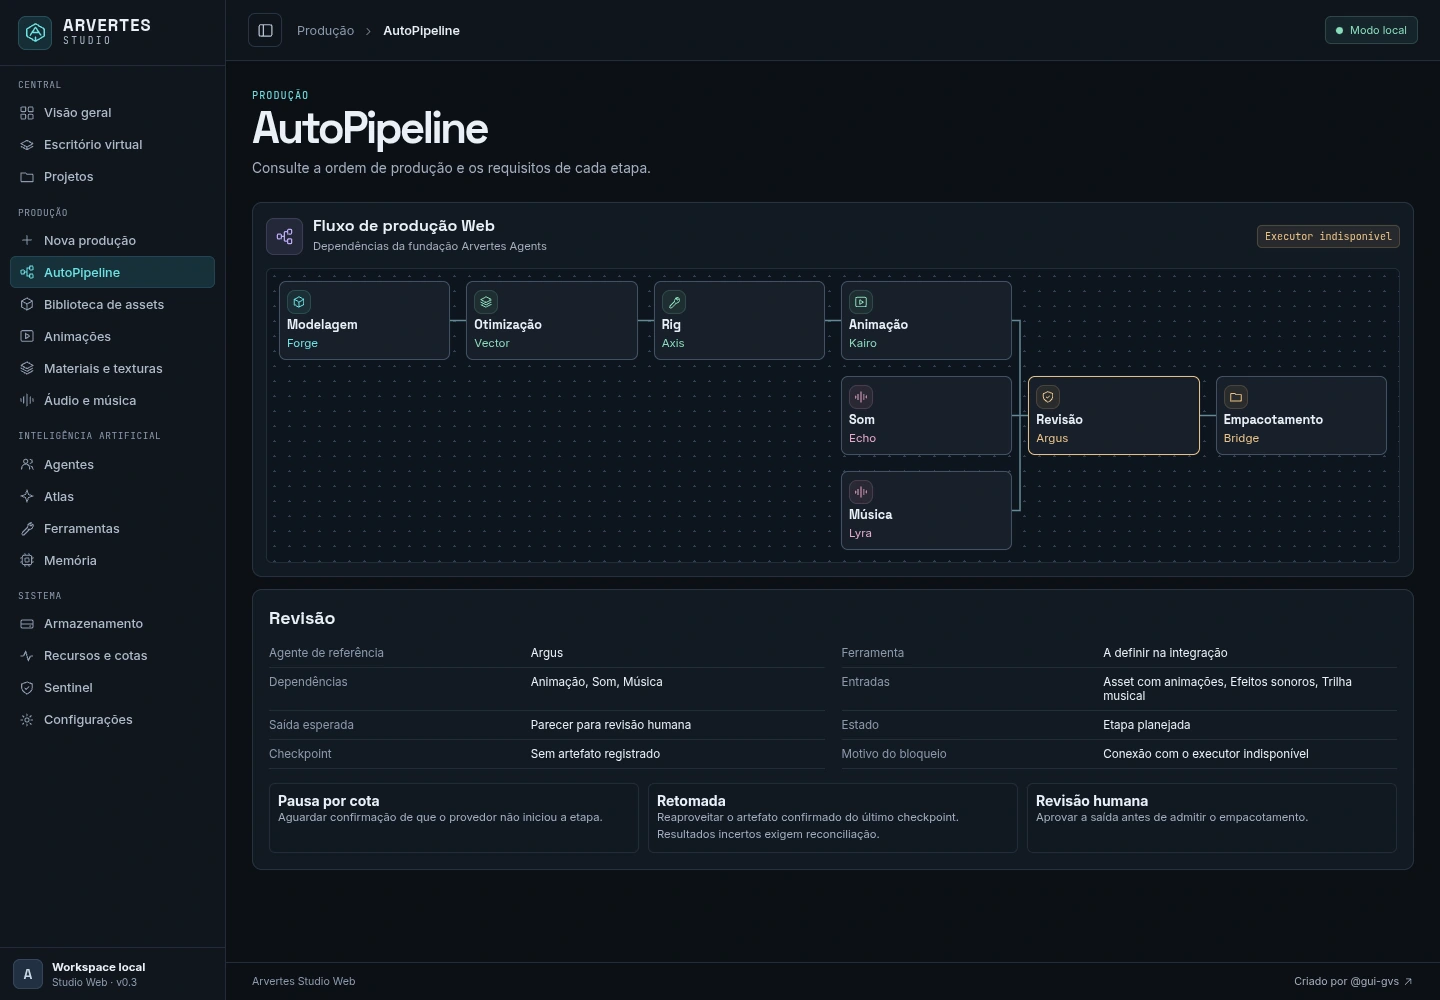 ARVERTES
STUDIO
CENTRAL
Visão geral
Escritório virtual
Projetos
PRODUÇÃO
Nova produção
AutoPipeline
Biblioteca de assets
Animações
Materiais e texturas
Áudio e música
INTELIGÊNCIA ARTIFICIAL
Agentes
Atlas
Ferramentas
Memória
SISTEMA
Armazenamento
Recursos e cotas
Sentinel
Configurações
A
Workspace local
Studio Web · v0.3
Produção > AutoPipeline
Modo local
PRODUÇÃO
AutoPipeline
Consulte a ordem de produção e os requisitos de cada etapa.
Fluxo de produção Web
Dependências da fundação Arvertes Agents
Executor indisponível
Modelagem
Forge
Otimização
Vector
Rig
Axis
Animação
Kairo
Som
Echo
Revisão
Argus
Empacotamento
Bridge
Música
Lyra
Revisão
Agente de referência
Argus
Ferramenta
A definir na integração
Dependências
Animação, Som, Música
Entradas
Asset com animações, Efeitos sonoros, Trilha
musical
Saída esperada
Parecer para revisão humana
Estado
Etapa planejada
Checkpoint
Sem artefato registrado
Motivo do bloqueio
Conexão com o executor indisponível
Pausa por cota
Aguardar confirmação de que o provedor não iniciou a etapa.
Retomada
Reaproveitar o artefato confirmado do último checkpoint.
Resultados incertos exigem reconciliação.
Revisão humana
Aprovar a saída antes de admitir o empacotamento.
Arvertes Studio Web
Criado por @gui-gvs ↗